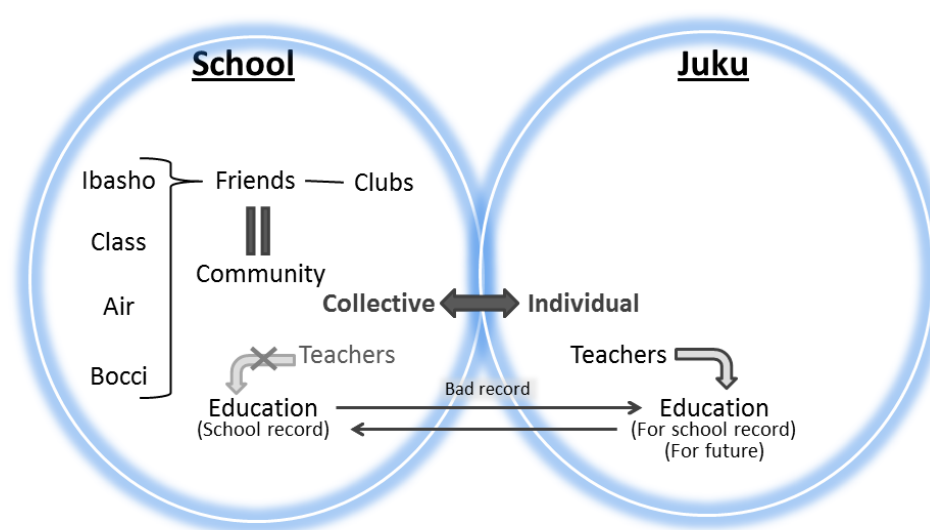 School
Juku
Ibasho
Friends
Clubs
Class
Community
Air
Collective
Individual
Teachers
Teachers
Bocci
Bad record
Education
(School record)
Education
(For school record)
(For future)